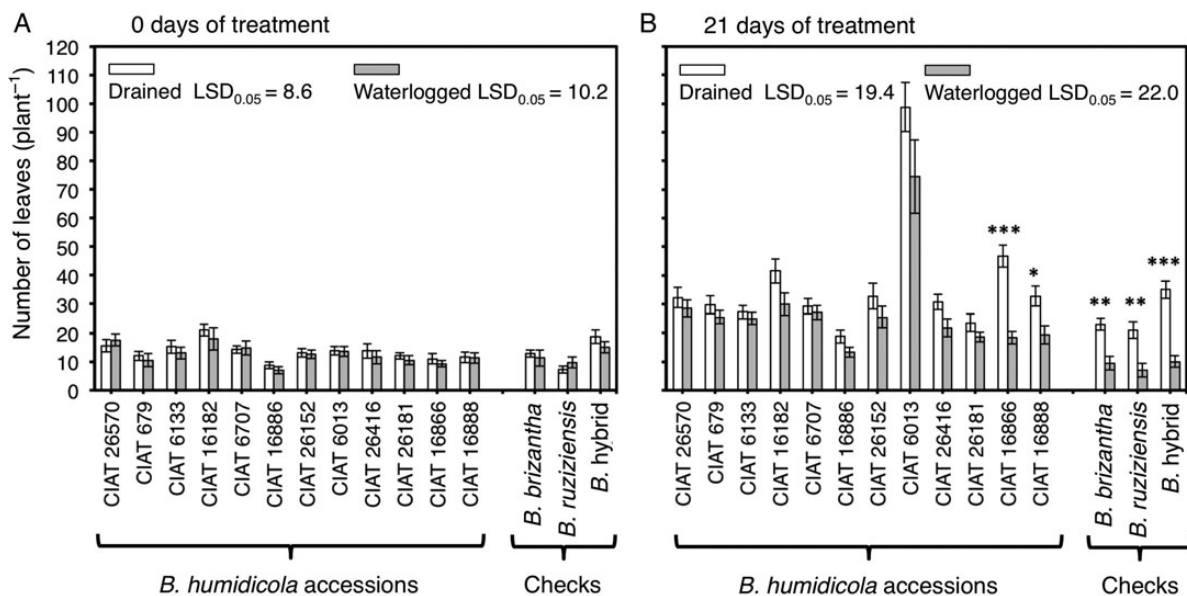 A 0 days of treatment
Number of leaves (plant⁻¹)
120
110
100
90
80
70
60
50
40
30
20
10
0
Drained LSD0.05 = 8.6
Waterlogged LSD0.05 = 10.2
CIAT 26570
CIAT 679
CIAT 6133
CIAT 16182
CIAT 6707
CIAT 16886
CIAT 26152
CIAT 6013
CIAT 26416
CIAT 26181
CIAT 16866
CIAT 16888
B. brizantha
B. ruziziensis
B. hybrid
B. humidicola accessions
Checks
B 21 days of treatment
Drained LSD0.05 = 19.4
Waterlogged LSD0.05 = 22.0
***
*
**
**
***
CIAT 26570
CIAT 679
CIAT 6133
CIAT 16182
CIAT 6707
CIAT 16886
CIAT 26152
CIAT 6013
CIAT 26416
CIAT 26181
CIAT 16866
CIAT 16888
B. brizantha
B. ruziziensis
B. hybrid
B. humidicola accessions
Checks